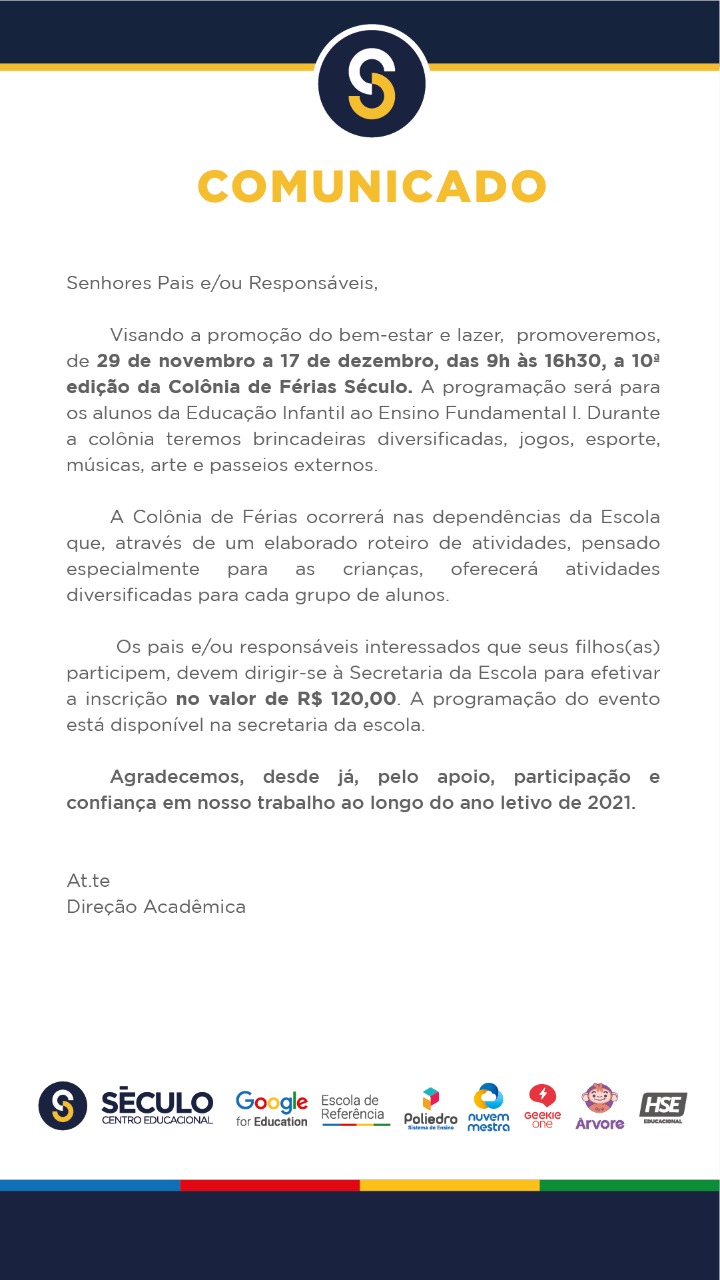 COMUNICADO
Senhores Pais e/ou Responsáveis,
Visando a promoção do bem-estar e lazer, promoveremos,
de 29 de novembro a 17 de dezembro, das 9h às 16h30, a 10ª
edição da Colônia de Férias Século. A programação será para
os alunos da Educação Infantil ao Ensino Fundamental I. Durante
a colônia teremos brincadeiras diversificadas, jogos, esporte,
músicas, arte e passeios externos.
A Colônia de Férias ocorrerá nas dependências da Escola
que, através de um elaborado roteiro de atividades, pensado
especialmente para as crianças, oferecerá atividades
diversificadas para cada grupo de alunos.
Os pais e/ou responsáveis interessados que seus filhos(as)
participem, devem dirigir-se à Secretaria da Escola para efetivar
a inscrição no valor de R$ 120,00. A programação do evento
está disponível na secretaria da escola.
Agradecemos, desde já, pelo apoio, participação e
confiança em nosso trabalho ao longo do ano letivo de 2021.
At.te
Direção Acadêmica
SÉCULO
CENTRO EDUCACIONAL
Google
for Education
Escola de
Referência
Poliedro
Sistema de Ensino
nuvem
mestra
GEEKIE
ONE
Árvore
HSE
EDUCACIONAL